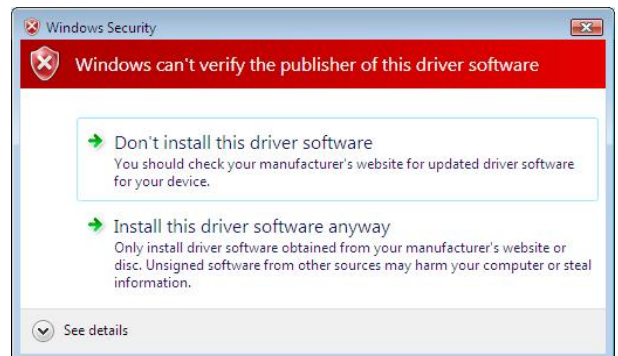 Windows Security
Windows can't verify the publisher of this driver software
Don't install this driver software
You should check your manufacturer's website for updated driver software
for your device.
Install this driver software anyway
Only install driver software obtained from your manufacturer's website or
disc. Unsigned software from other sources may harm your computer or steal
information.
See details